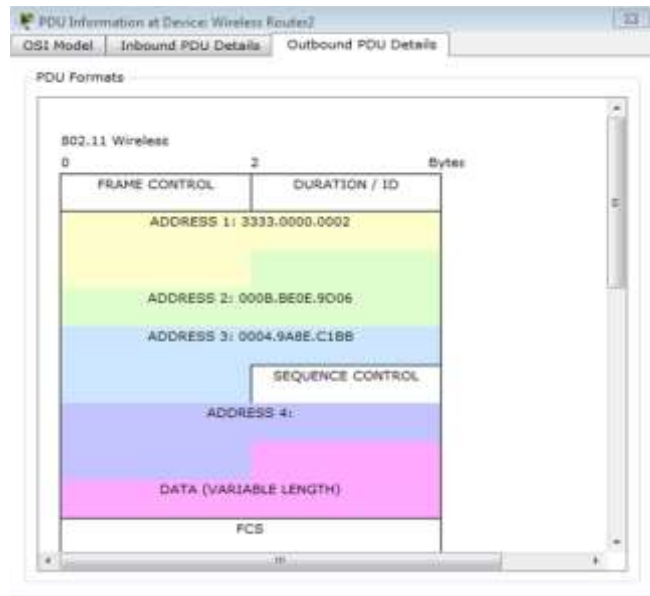 PDU Information at Device: Wireless Router2
OSI Model Inbound PDU Details Outbound PDU Details
PDU Formats
802.11 Wireless
0 2 Bytes
FRAME CONTROL DURATION / ID
ADDRESS 1: 3333.0000.0002
ADDRESS 2: 000B.BE0E.9D06
ADDRESS 3: 0004.9A8E.C1BB
SEQUENCE CONTROL
ADDRESS 4:
DATA (VARIABLE LENGTH)
FCS